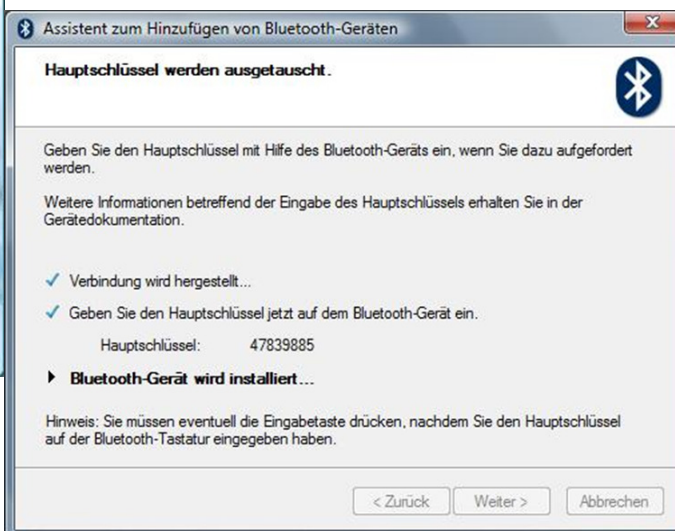 Assistent zum Hinzufügen von Bluetooth-Geräten
Hauptschlüssel werden ausgetauscht.
Geben Sie den Hauptschlüssel mit Hilfe des Bluetooth-Geräts ein, wenn Sie dazu aufgefordert
werden.
Weitere Informationen betreffend der Eingabe des Hauptschlüssels erhalten Sie in der
Gerätedokumentation.
Verbindung wird hergestellt...
Geben Sie den Hauptschlüssel jetzt auf dem Bluetooth-Gerät ein.
Hauptschlüssel: 47839885
Bluetooth-Gerät wird installiert...
Hinweis: Sie müssen eventuell die Eingabetaste drücken, nachdem Sie den Hauptschlüssel
auf der Bluetooth-Tastatur eingegeben haben.
< Zurück Weiter > Abbrechen